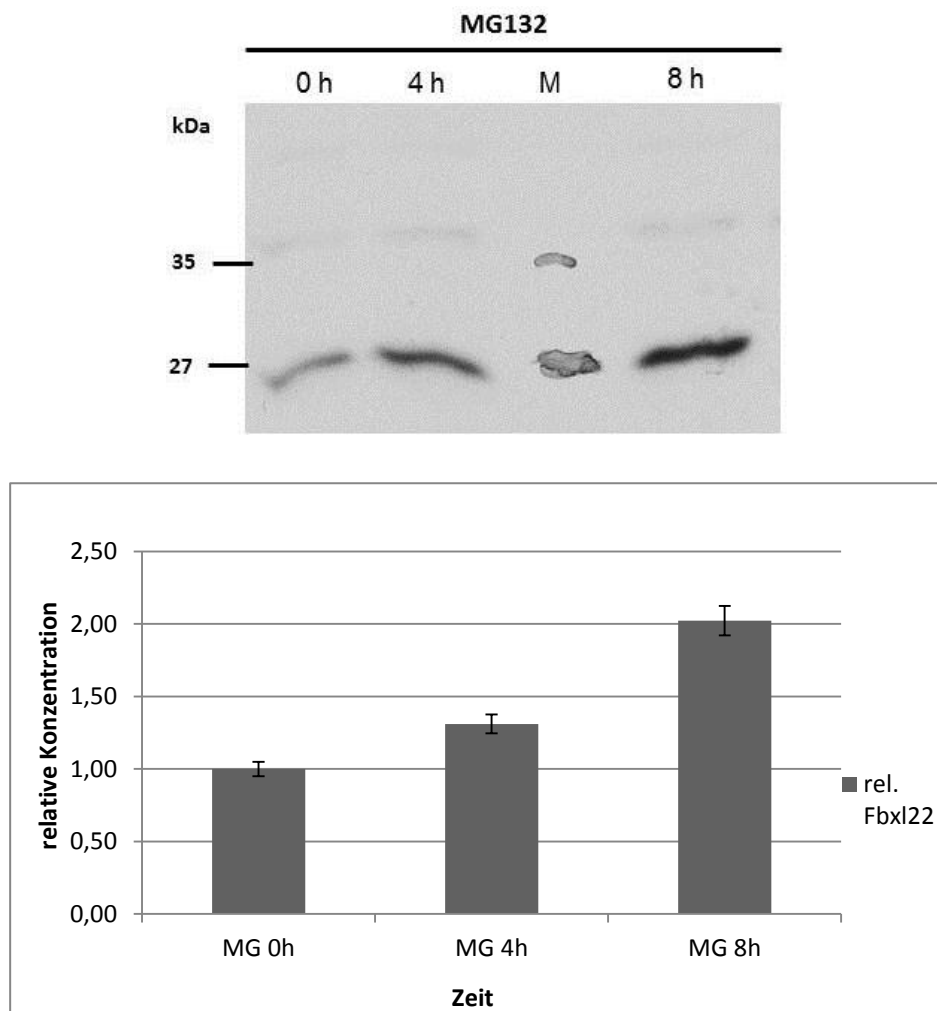 MG132
0 h 4 h M 8 h
kDa
35
27
2,50
2,00
1,50
1,00
0,50
0,00
relative Konzentration
MG 0h MG 4h MG 8h
Zeit
rel.
Fbxl22